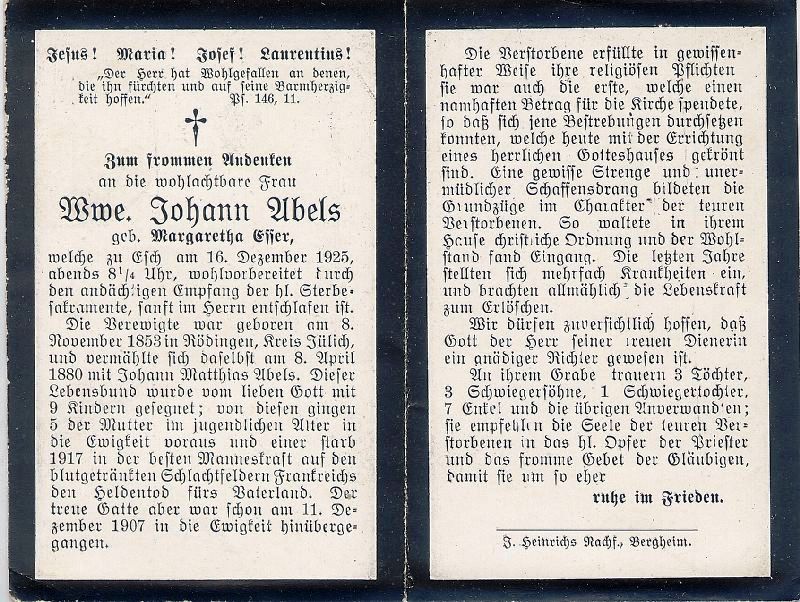 Jesus! Maria! Josef! Laurentius!
„Der Herr hat Wohlgefallen an denen,
die ihn fürchten und auf seine Barmherzig-
keit hoffen.“ Ps. 146, 11.
Zum frommen Andenken
an die wohlachtbare Frau
Wwe. Johann Abels
geb. Margaretha Esser,
welche zu Esch am 16. Dezember 1925,
abends 8¼ Uhr, wohlvorbereitet durch
den andächtigen Empfang der hl. Sterbe-
sakramente, sanft im Herrn entschlafen ist.
Die Verewigte war geboren am 8.
November 1853 in Rödingen, Kreis Jülich,
und vermählte sich daselbst am 8. April
1880 mit Johann Matthias Abels. Dieser
Lebensbund wurde vom lieben Gott mit
9 Kindern gesegnet; von diesen gingen
5 der Mutter im jugendlichen Alter in
die Ewigkeit voraus und einer starb
1917 in der besten Manneskraft auf den
blutgetränkten Schlachtfeldern Frankreichs
den Heldentod fürs Vaterland. Der
treue Gatte aber war schon am 11. De-
zember 1907 in die Ewigkeit hinüberge-
gangen.
Die Verstorbene erfüllte in gewissen-
hafter Weise ihre religiösen Pflichten
sie war auch die erste, welche einen
namhaften Betrag für die Kirche spendete,
so daß sich jene Bestrebungen durchsetzen
konnten, welche heute mit der Errichtung
eines herrlichen Gotteshauses gekrönt
sind. Eine gewisse Strenge und uner-
müdlicher Schaffensdrang bildeten die
Grundzüge im Charakter der teuren
Verstorbenen. So waltete in ihrem
Hause christliche Ordnung und der Wohl-
stand fand Eingang. Die letzten Jahre
stellten sich mehrfach Krankheiten ein,
und brachten allmählich die Lebenskraft
zum Erlöschen.
Wir dürfen zuversichtlich hoffen, daß
Gott der Herr seiner treuen Dienerin
ein gnädiger Richter gewesen ist.
An ihrem Grabe trauern 3 Töchter,
3 Schwiegersöhne, 1 Schwiegertochter,
7 Enkel und die übrigen Anverwandten;
sie empfehlen die Seele der teuren Ver-
storbenen in das hl. Opfer der Priester
und das fromme Gebet der Gläubigen,
damit sie um so eher
ruhe im Frieden.
J. Heinrichs Nachf., Bergheim.